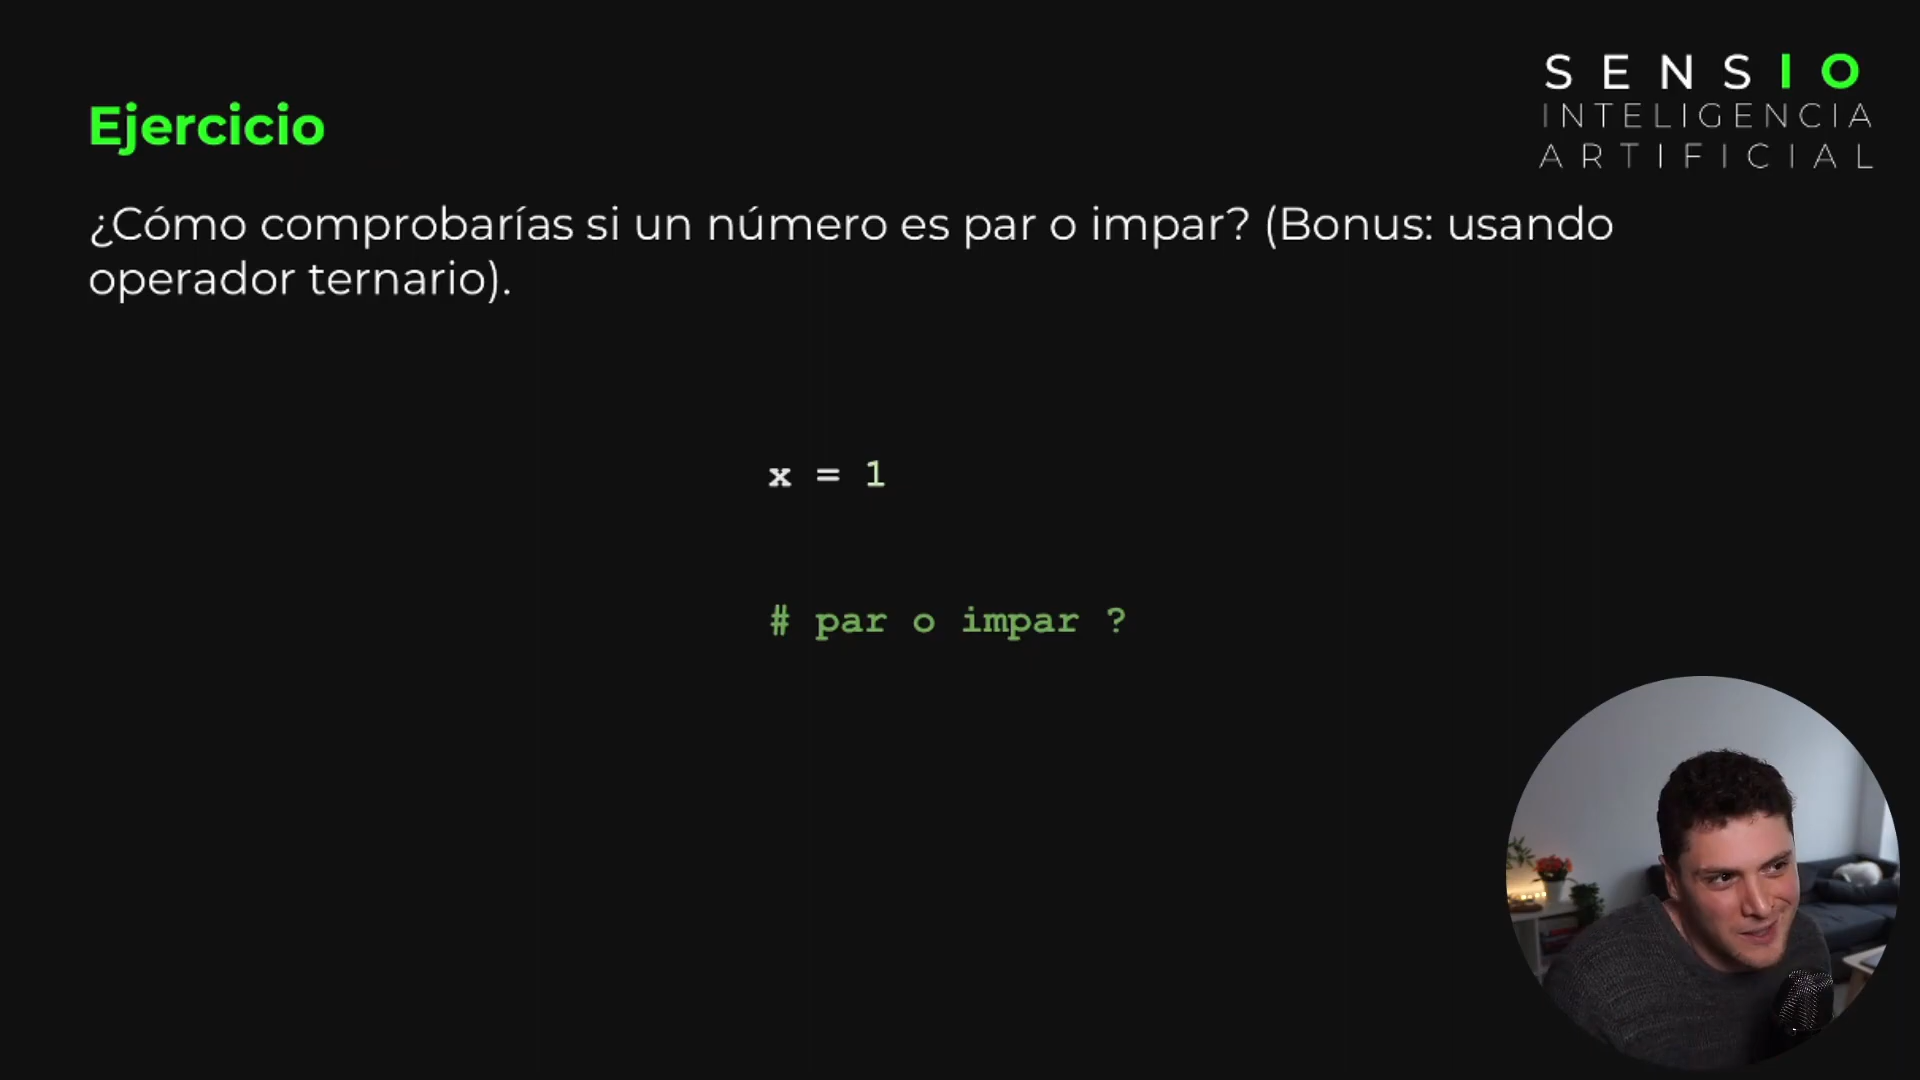 SENSIO
INTELIGENCIA
ARTIFICIAL
Ejercicio
¿Cómo comprobarías si un número es par o impar? (Bonus: usando
operador ternario).
x = 1
# par o impar ?